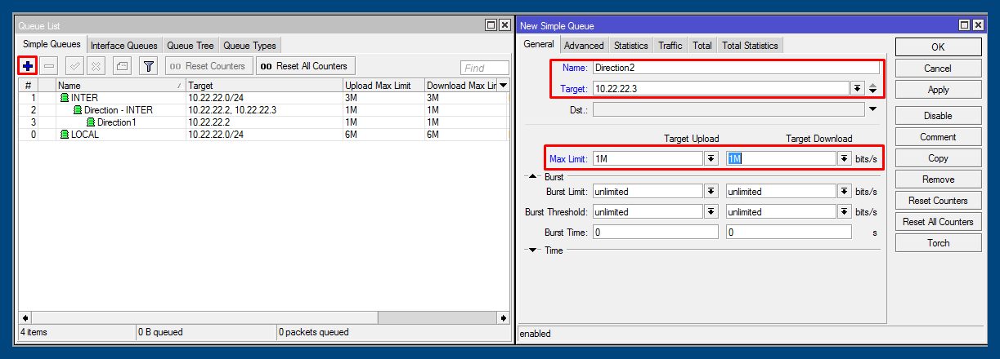 Queue List
Simple Queues Interface Queues Queue Tree Queue Types
00 Reset Counters 00 Reset All Counters Find
# Name Target Upload Max Limit Download Max Lim
1 INTER 10.22.22.0/24 3M 3M
2 Direction - INTER 10.22.22.2, 10.22.22.3 1M 1M
3 Direction1 10.22.22.2 1M 1M
0 LOCAL 10.22.22.0/24 6M 6M
4 items 0 B queued 0 packets queued
New Simple Queue
General Advanced Statistics Traffic Total Total Statistics
Name: Direction2
Target: 10.22.22.3
Dst.:
Target Upload Target Download
Max Limit: 1M 1M bits/s
Burst
Burst Limit: unlimited unlimited bits/s
Burst Threshold: unlimited unlimited bits/s
Burst Time: 0 0 s
Time
OK
Cancel
Apply
Disable
Comment
Copy
Remove
Reset Counters
Reset All Counters
Torch
enabled